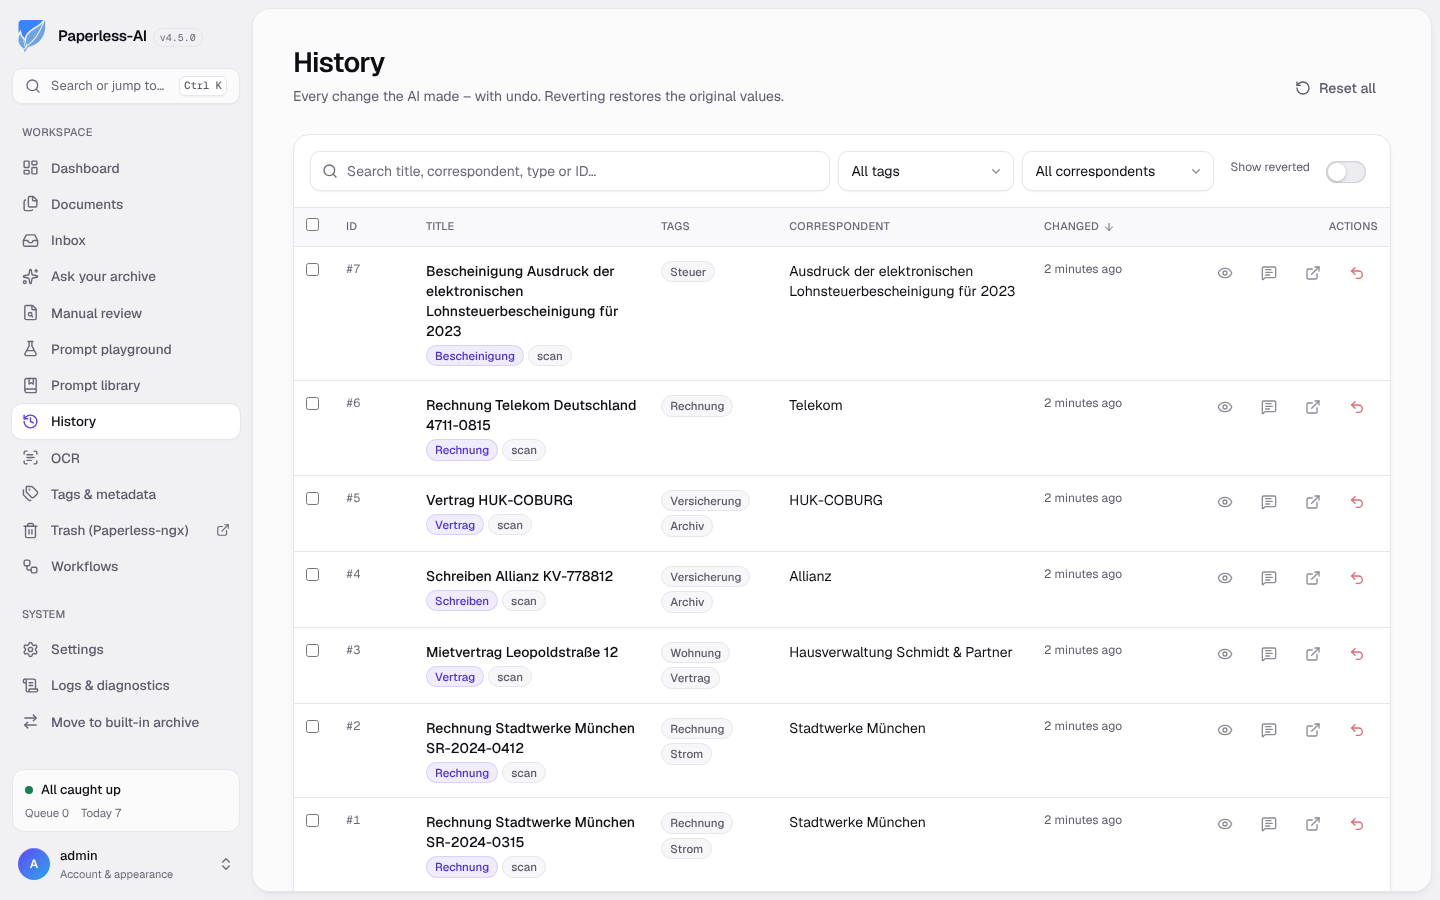 Paperless-AI v4.5.0
Search or jump to... Ctrl K
WORKSPACE
Dashboard
Documents
Inbox
Ask your archive
Manual review
Prompt playground
Prompt library
History
OCR
Tags & metadata
Trash (Paperless-ngx)
Workflows
SYSTEM
Settings
Logs & diagnostics
Move to built-in archive
All caught up
Queue 0 Today 7
A
admin
Account & appearance
History
Every change the AI made – with undo. Reverting restores the original values.
Reset all
Search title, correspondent, type or ID...
All tags
All correspondents
Show reverted
ID TITLE TAGS CORRESPONDENT CHANGED ACTIONS
#7 Bescheinigung Ausdruck der Steuer Ausdruck der elektronischen 2 minutes ago
elektronischen Lohnsteuerbescheinigung für 2023
Lohnsteuerbescheinigung für
2023
Bescheinigung scan
#6 Rechnung Telekom Deutschland Rechnung Telekom 2 minutes ago
4711-0815
Rechnung scan
#5 Vertrag HUK-COBURG Versicherung HUK-COBURG 2 minutes ago
Vertrag scan Archiv
#4 Schreiben Allianz KV-778812 Versicherung Allianz 2 minutes ago
Schreiben scan Archiv
#3 Mietvertrag Leopoldstraße 12 Wohnung Hausverwaltung Schmidt & Partner 2 minutes ago
Vertrag scan Vertrag
#2 Rechnung Stadtwerke München Rechnung Stadtwerke München 2 minutes ago
SR-2024-0412 Strom
Rechnung scan
#1 Rechnung Stadtwerke München Rechnung Stadtwerke München 2 minutes ago
SR-2024-0315 Strom
Rechnung scan